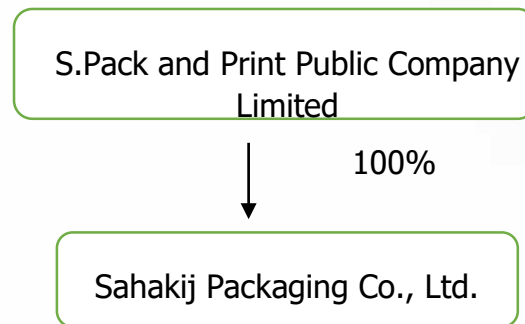 S.Pack and Print Public Company
Limited
100%
Sahakij Packaging Co., Ltd.